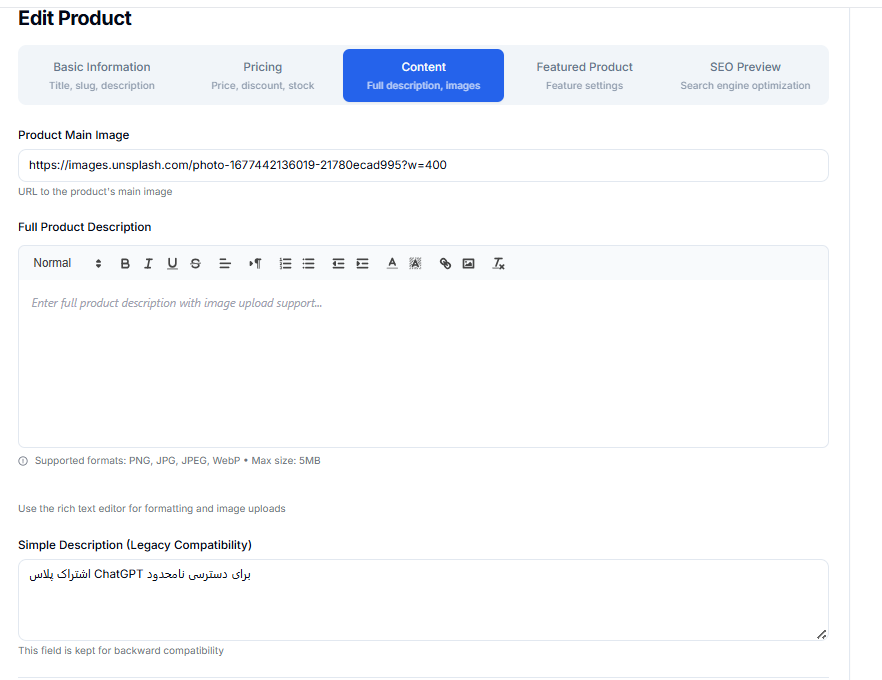 Edit Product
Basic Information
Title, slug, description
Pricing
Price, discount, stock
Content
Full description, images
Featured Product
Feature settings
SEO Preview
Search engine optimization
Product Main Image
https://images.unsplash.com/photo-1677442136019-21780ecad995?w=400
URL to the product's main image
Full Product Description
Normal
Enter full product description with image upload support...
Supported formats: PNG, JPG, JPEG, WebP • Max size: 5MB
Use the rich text editor for formatting and image uploads
Simple Description (Legacy Compatibility)
اشتراک پلاس ChatGPT برای دسترسی نامحدود
This field is kept for backward compatibility